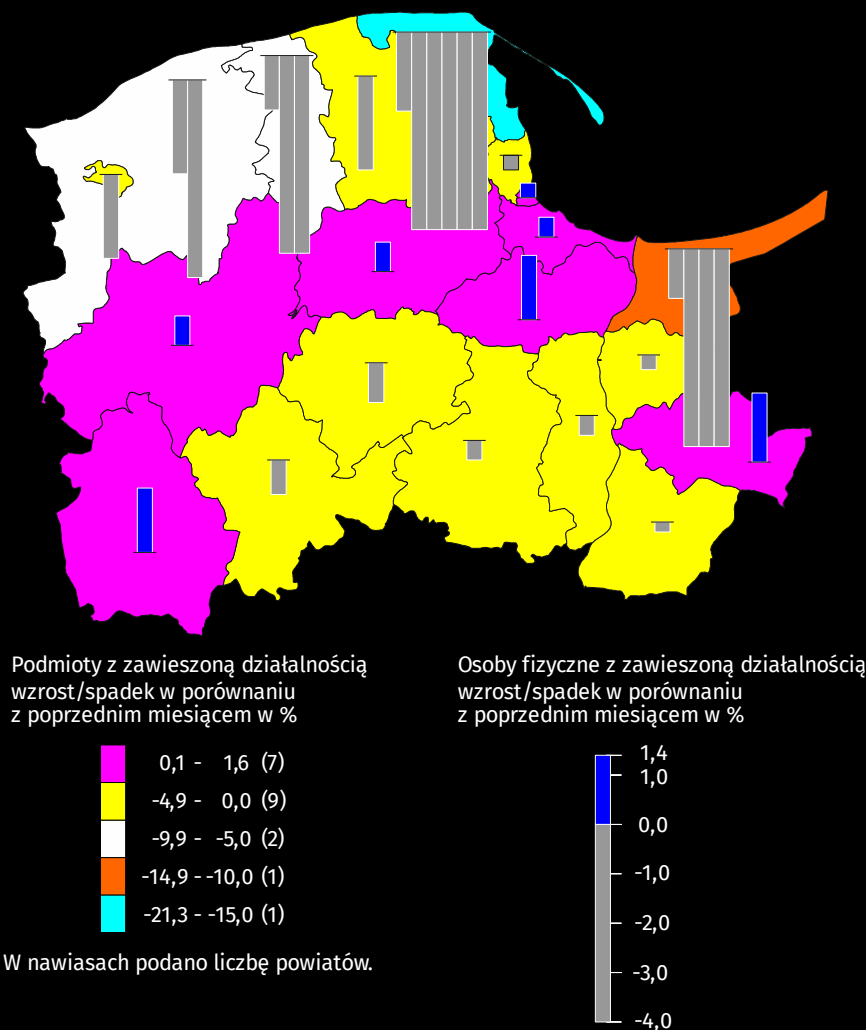 Podmioty z zawieszoną działalnością
wzrost/spadek w porównaniu
z poprzednim miesiącem w %
0,1 - 1,6 (7)
-4,9 - 0,0 (9)
-9,9 - -5,0 (2)
-14,9 - -10,0 (1)
-21,3 - -15,0 (1)
W nawiasach podano liczbę powiatów.
Osoby fizyczne z zawieszoną działalnością
wzrost/spadek w porównaniu
z poprzednim miesiącem w %
1,4
1,0
0,0
-1,0
-2,0
-3,0
-4,0